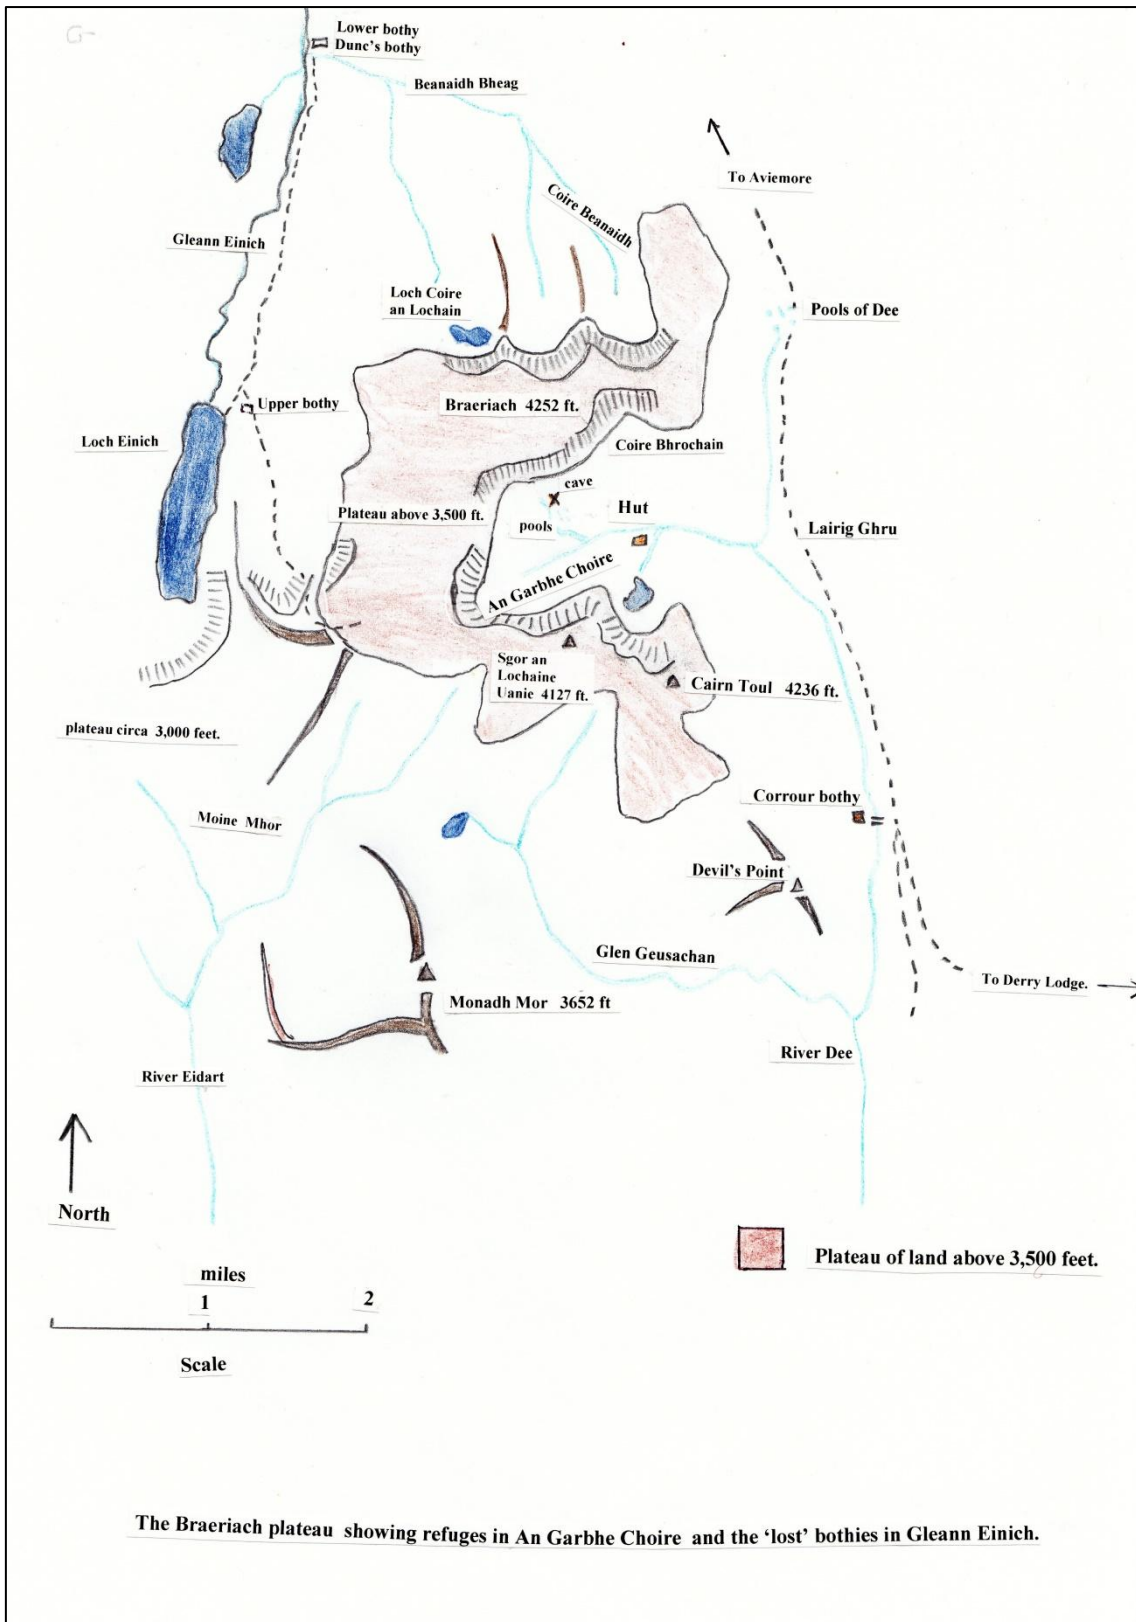 G-
Lower bothy
Dunc's bothy
Beanaidh Bheag
To Aviemore
Coire Beanaidh
Gleann Einich
Loch Coire
an Lochain
Pools of Dee
Upper bothy
Braeriach 4252 ft.
Loch Einich
Coire Bhrochain
cave
Plateau above 3,500 ft.
Hut
pools
Lairig Ghru
An Garbhe Choire
Sgor an
Lochaine
Uanie 4127 ft.
Cairn Toul 4236 ft.
plateau circa 3,000 feet.
Corrour bothy
Moine Mhor
Devil's Point
Glen Geusachan
To Derry Lodge.
Monadh Mor 3652 ft
River Dee
River Eidart
North
Plateau of land above 3,500 feet.
miles
1 2
Scale
The Braeriach plateau showing refuges in An Garbhe Choire and the 'lost' bothies in Gleann Einich.